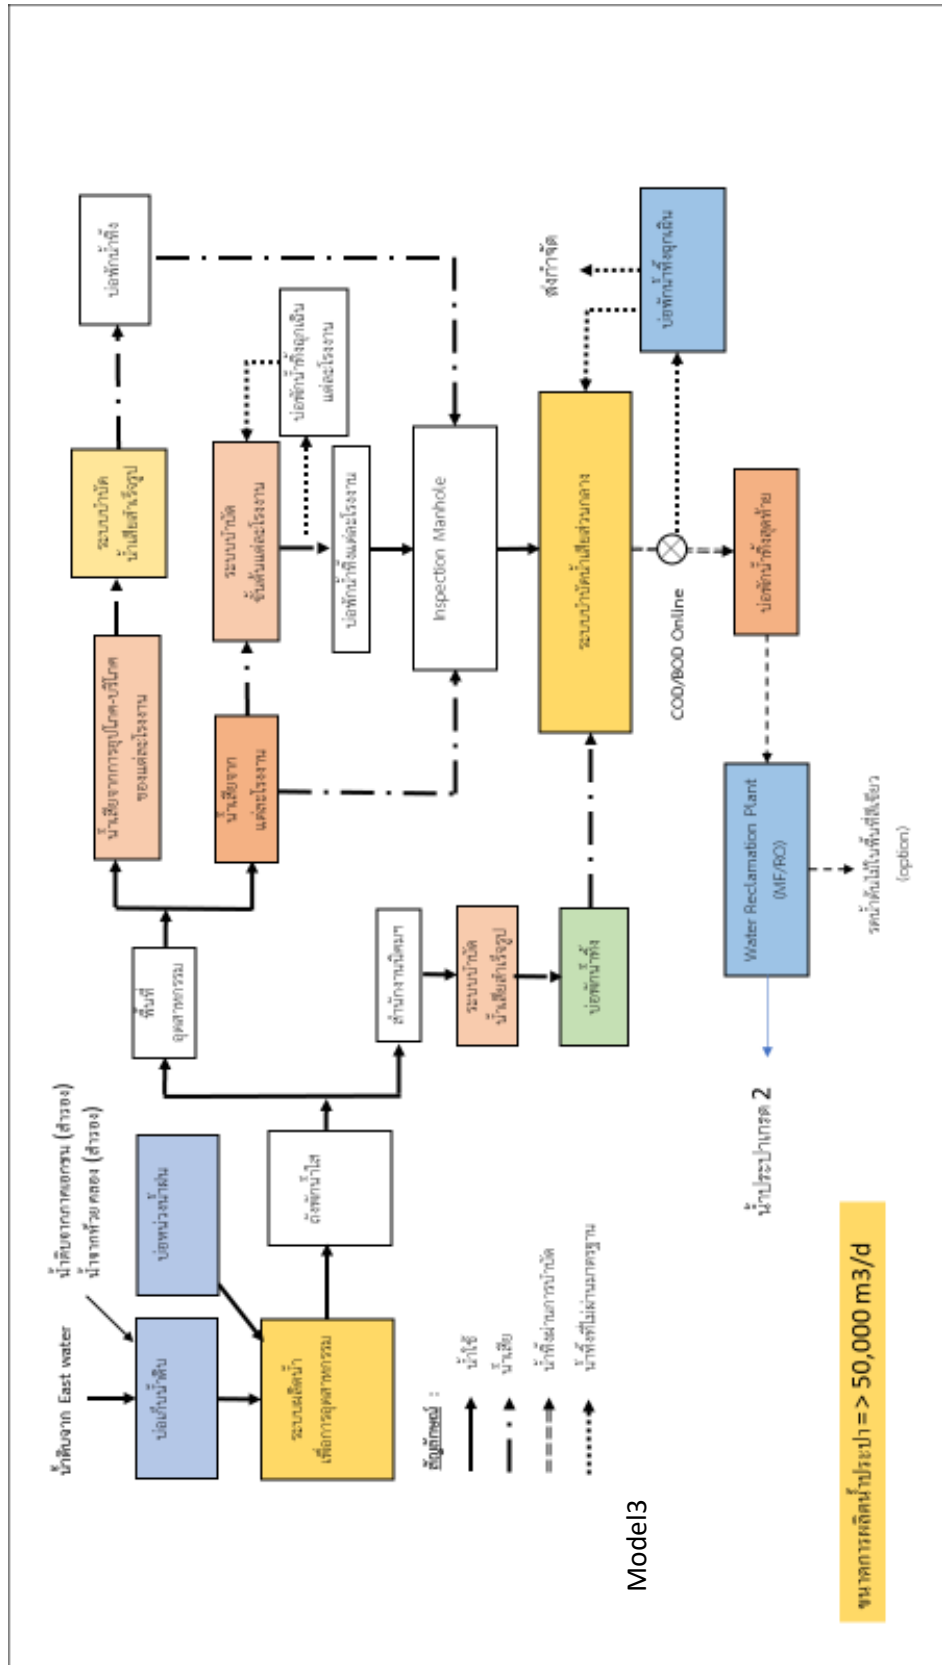 น้ำดิบจาก East water
น้ำดิบจากภาคเอกชน (สำรอง)
น้ำจากห้วย คลอง (สำรอง)
บ่อเก็บน้ำดิบ
บ่อหน่วงน้ำฝน
ระบบผลิตน้ำ
เพื่อการอุตสาหกรรม
ถังพักน้ำใส
พื้นที่
อุตสาหกรรม
สำนักงานนิคมฯ
น้ำเสียจากการอุปโภค-บริโภค
ของแต่ละโรงงาน
ระบบบำบัด
น้ำเสียสำเร็จรูป
บ่อพักน้ำทิ้ง
น้ำเสียจาก
แต่ละโรงงาน
ระบบบำบัด
ขั้นต้นแต่ละโรงงาน
บ่อพักน้ำทิ้งฉุกเฉิน
แต่ละโรงงาน
บ่อพักน้ำทิ้งแต่ละโรงงาน
Inspection Manhole
ระบบบำบัด
น้ำเสียสำเร็จรูป
บ่อพักน้ำทิ้ง
ระบบบำบัดน้ำเสียส่วนกลาง
ส่งกำจัด
บ่อพักน้ำทิ้งฉุกเฉิน
COD/BOD Online
บ่อพักน้ำทิ้งสุดท้าย
Water Reclamation Plant
(MF/RO)
รดน้ำต้นไม้ในพื้นที่สีเขียว
(option)
น้ำประปาเกรด 2
สัญลักษณ์ :
น้ำใช้
น้ำเสีย
น้ำทิ้งผ่านการบำบัด
น้ำทิ้งที่ไม่ผ่านมาตรฐาน
Model3
ขนาดการผลิตน้ำประปา => 50,000 m3/d